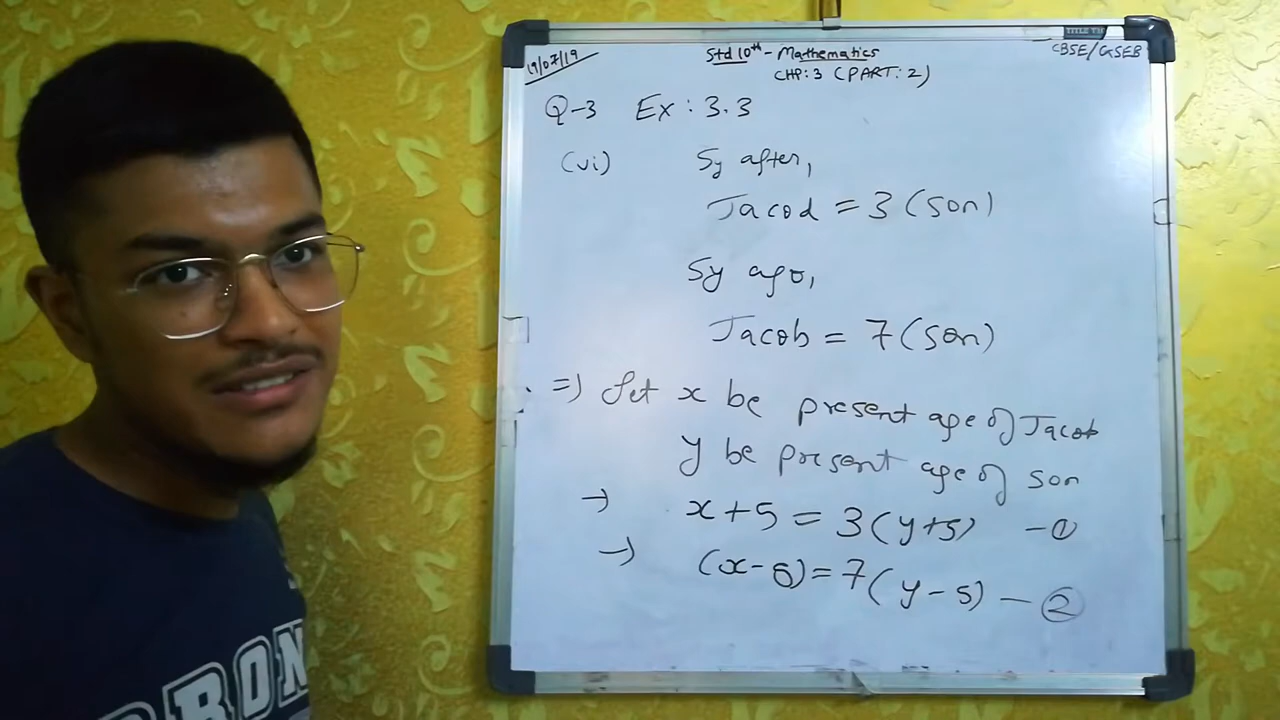 19/07/19
Std 10th - Mathematics
CHP: 3 (PART: 2)
CBSE/GSEB
Q-3 Ex: 3.3
(vi) 5y after,
Jacod = 3 (son)
5y ago,
Jacob = 7 (son)
=> Let x be present age of Jacob
y be present age of son
→ x+5 = 3(y+5) - ①
→ (x-5) = 7(y-5) - ②
BRON